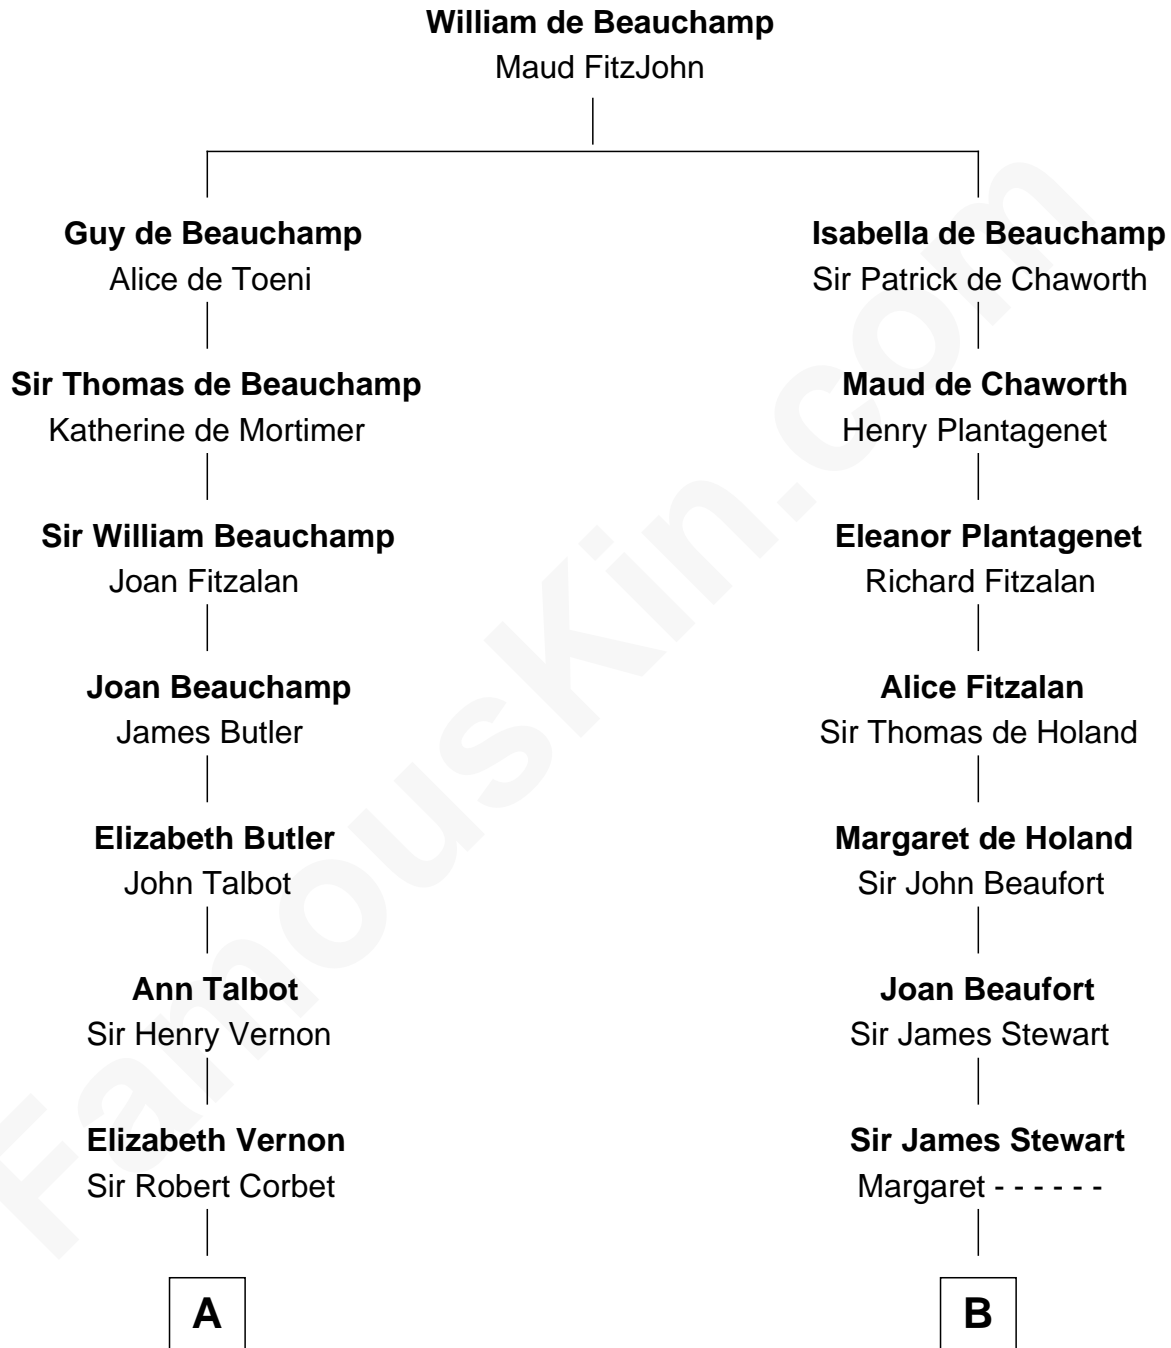 William de Beauchamp
Maud FitzJohn
Guy de Beauchamp
Alice de Toeni
Isabella de Beauchamp
Sir Patrick de Chaworth
Sir Thomas de Beauchamp
Katherine de Mortimer
Maud de Chaworth
Henry Plantagenet
Sir William Beauchamp
Joan Fitzalan
Eleanor Plantagenet
Richard Fitzalan
Joan Beauchamp
James Butler
Alice Fitzalan
Sir Thomas de Holand
Elizabeth Butler
John Talbot
Margaret de Holand
Sir John Beaufort
Ann Talbot
Sir Henry Vernon
Joan Beaufort
Sir James Stewart
Elizabeth Vernon
Sir Robert Corbet
Sir James Stewart
Margaret - - - - - -
A
B
FamousKin.com